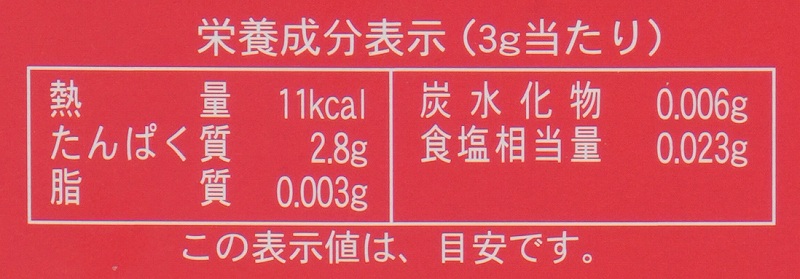 栄養成分表示（3g当たり）
熱量 11kcal
たんぱく質 2.8g
脂質 0.003g
炭水化物 0.006g
食塩相当量 0.023g
この表示値は、目安です。